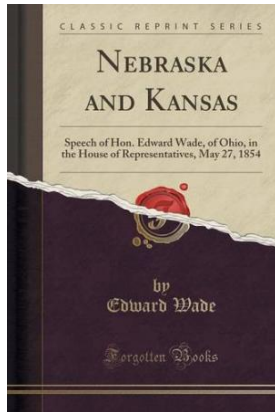 CLASSIC REPRINT SERIES
NEBRASKA
AND KANSAS
Speech of Hon. Edward Wade, of Ohio, in
the House of Representatives, May 27, 1854
by
Edward Wade
Forgotten Books